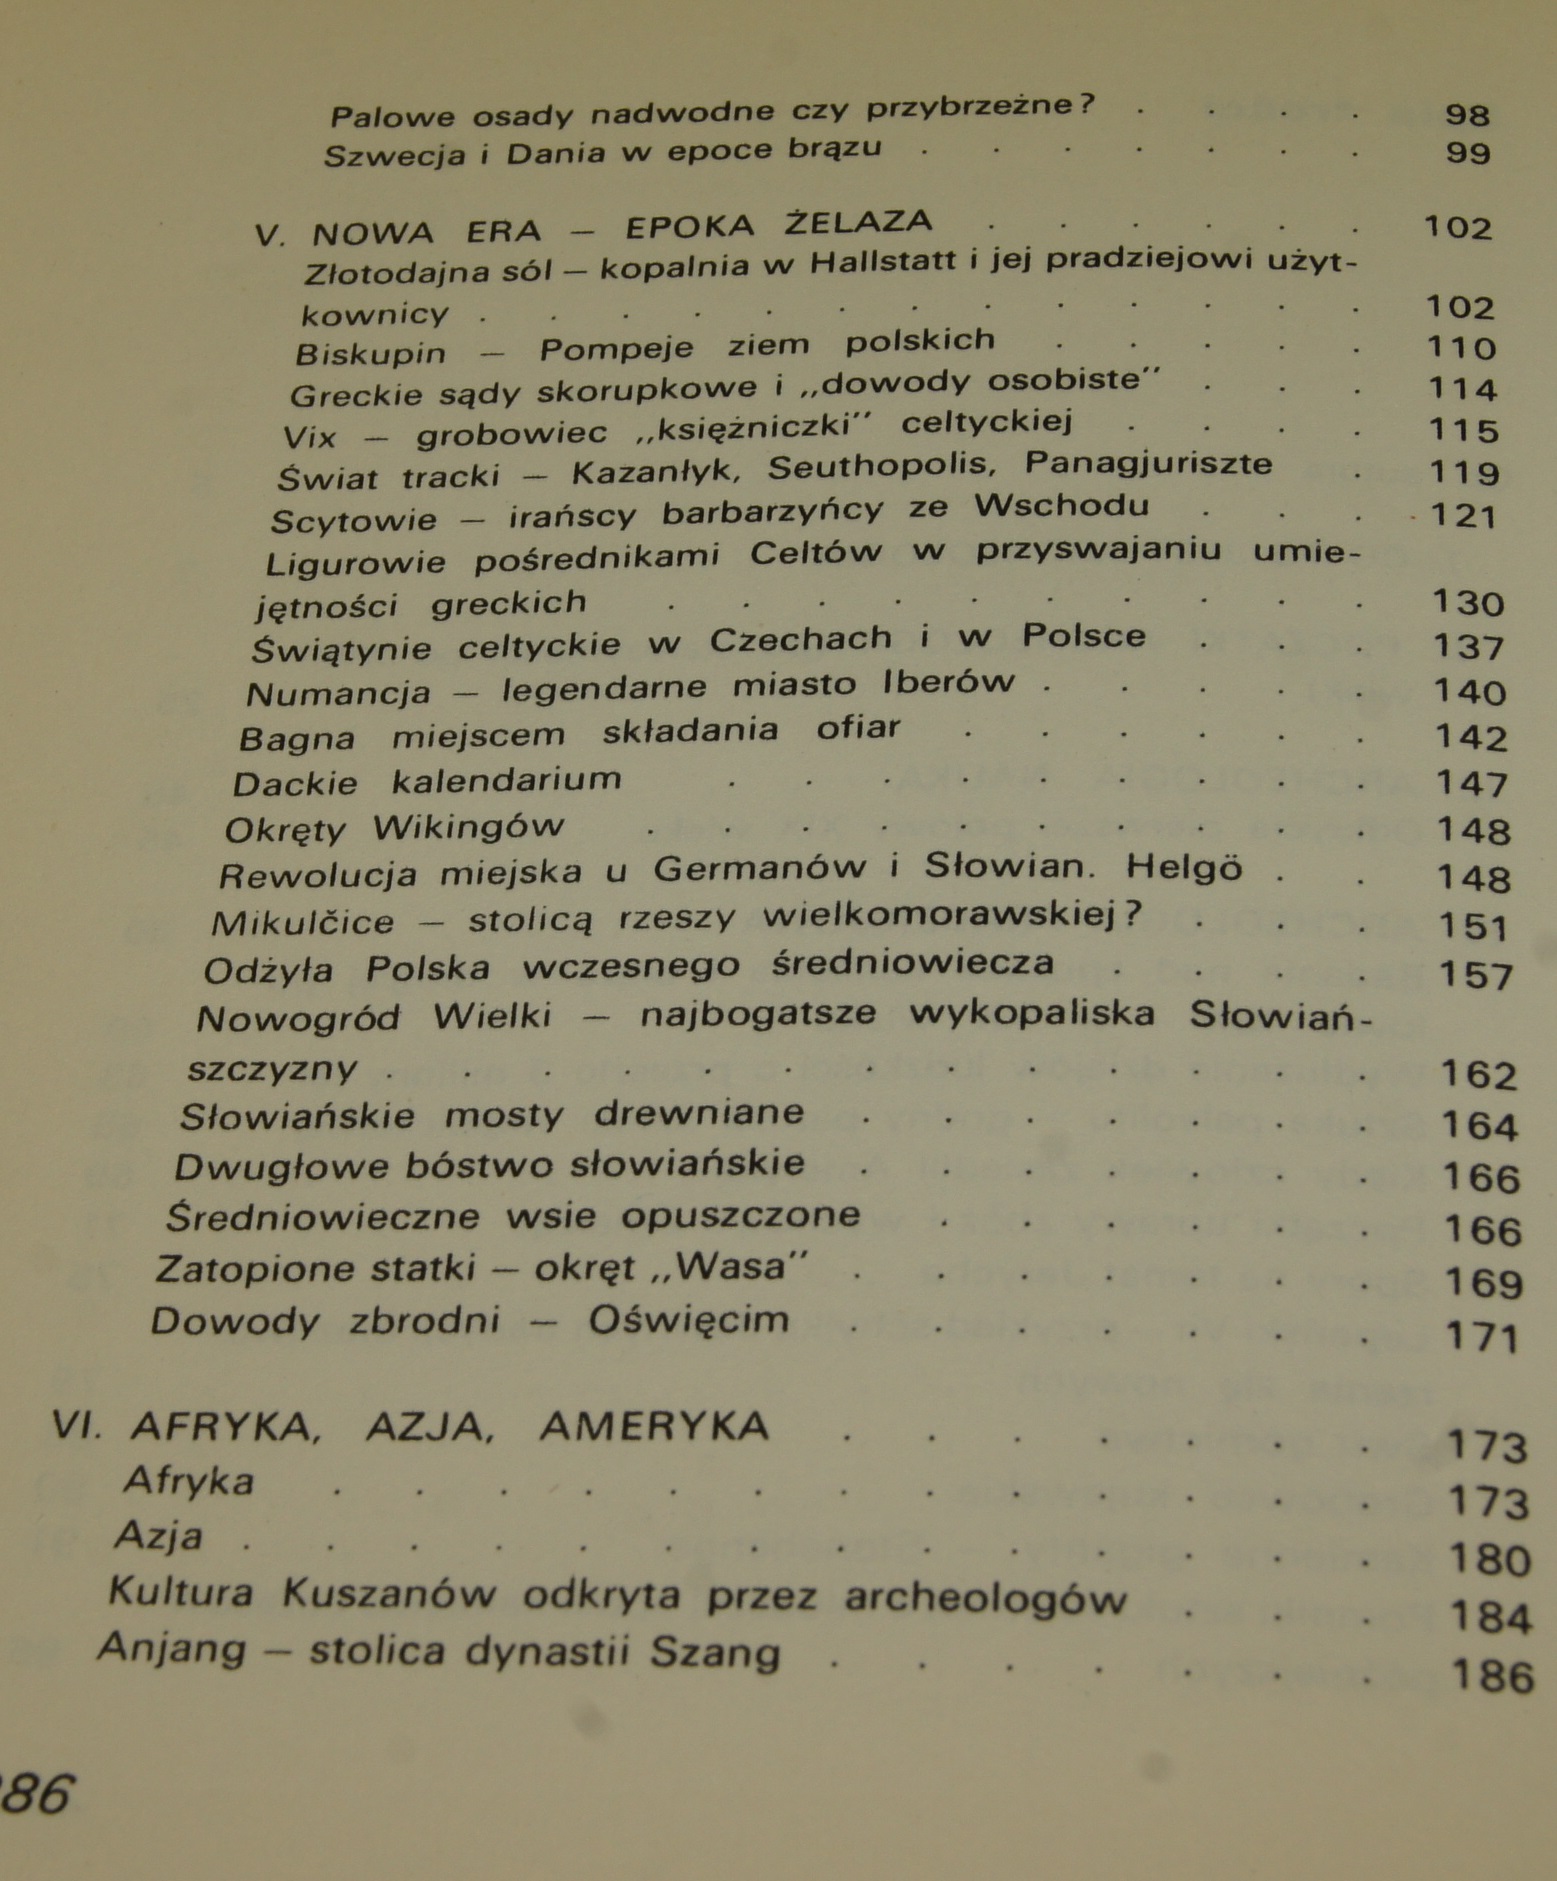 Palowe osady nadwodne czy przybrzeżne? . . . . 98
Szwecja i Dania w epoce brązu . . . . . . . 99
V. NOWA ERA – EPOKA ŻELAZA . . . . . . 102
Złotodajna sól – kopalnia w Hallstatt i jej pradziejowi użyt-
kownicy . . . . . . . . . . . . . 102
Biskupin – Pompeje ziem polskich . . . . . 110
Greckie sądy skorupkowe i „dowody osobiste" . . . 114
Vix – grobowiec „księżniczki" celtyckiej . . . . 115
Świat tracki – Kazanłyk, Seuthopolis, Panagjuriszte . 119
Scytowie – irańscy barbarzyńcy ze Wschodu . . . 121
Ligurowie pośrednikami Celtów w przyswajaniu umie-
jętności greckich . . . . . . . . . . 130
Świątynie celtyckie w Czechach i w Polsce . . . 137
Numancja – legendarne miasto Iberów . . . . . 140
Bagna miejscem składania ofiar . . . . . . 142
Dackie kalendarium . . . . . . . . . 147
Okręty Wikingów . . . . . . . . . . 148
Rewolucja miejska u Germanów i Słowian. Helgö . . 148
Mikulčice – stolicą rzeszy wielkomorawskiej? . . . 151
Odżyła Polska wczesnego średniowiecza . . . . 157
Nowogród Wielki – najbogatsze wykopaliska Słowiań-
szczyzny . . . . . . . . . . . . . 162
Słowiańskie mosty drewniane . . . . . . . 164
Dwugłowe bóstwo słowiańskie . . . . . . . 166
Średniowieczne wsie opuszczone . . . . . . 166
Zatopione statki – okręt „Wasa" . . . . . . . 169
Dowody zbrodni – Oświęcim . . . . . . . 171
VI. AFRYKA, AZJA, AMERYKA . . . . . . . 173
Afryka . . . . . . . . . . . . . 173
Azja . . . . . . . . . . . . . . 180
Kultura Kuszanów odkryta przez archeologów . . . 184
Anjang – stolica dynastii Szang . . . . . . . 186
86